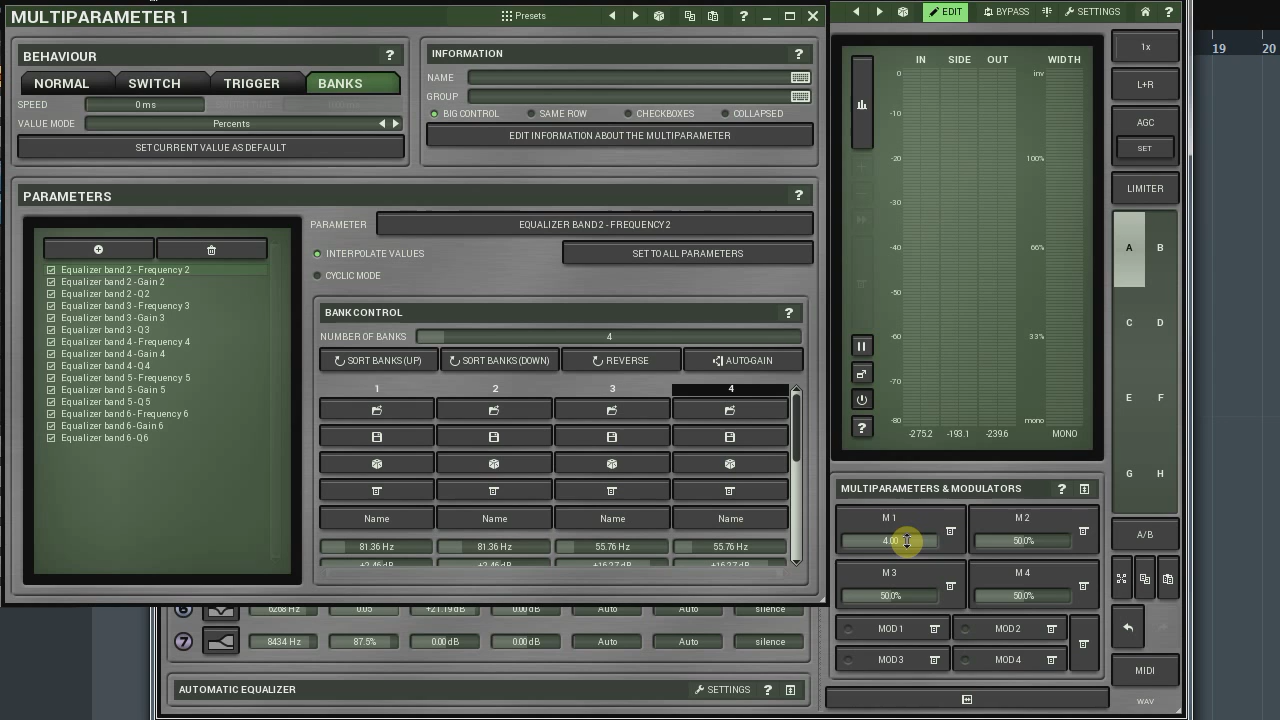 MULTIPARAMETER 1
Presets
?
BEHAVIOUR
?
NORMAL
SWITCH
TRIGGER
BANKS
SPEED
0 ms
VALUE MODE
Percents
SET CURRENT VALUE AS DEFAULT
INFORMATION
?
NAME
GROUP
BIG CONTROL
SAME ROW
CHECKBOXES
COLLAPSED
EDIT INFORMATION ABOUT THE MULTIPARAMETER
PARAMETERS
?
Equalizer band 2 - Frequency 2
Equalizer band 2 - Gain 2
Equalizer band 2 - Q2
Equalizer band 3 - Frequency 3
Equalizer band 3 - Gain 3
Equalizer band 3 - Q3
Equalizer band 4 - Frequency 4
Equalizer band 4 - Gain 4
Equalizer band 4 - Q4
Equalizer band 5 - Frequency 5
Equalizer band 5 - Gain 5
Equalizer band 5 - Q5
Equalizer band 6 - Frequency 6
Equalizer band 6 - Gain 6
Equalizer band 6 - Q6
PARAMETER
EQUALIZER BAND 2 - FREQUENCY 2
INTERPOLATE VALUES
SET TO ALL PARAMETERS
CYCLIC MODE
BANK CONTROL
?
NUMBER OF BANKS
4
SORT BANKS (UP)
SORT BANKS (DOWN)
REVERSE
AUTO-GAIN
1 2 3 4
Name Name Name Name
81.36 Hz 81.36 Hz 55.76 Hz 55.76 Hz
6268 Hz 0.05 +21.19 dB 0.00 dB Auto Auto silence
7 8434 Hz 87.5% 0.00 dB 0.00 dB Auto Auto silence
AUTOMATIC EQUALIZER
SETTINGS
?
EDIT
BYPASS
SETTINGS
?
IN SIDE OUT WIDTH
0 inv
-10
-20 100%
-30
-40 66%
-50
-60 33%
-70
-80 mono
-275.2 -193.1 -239.6 MONO
?
MULTIPARAMETERS & MODULATORS
?
M 1
4.00
M 2
50.0%
M 3
50.0%
M 4
50.0%
MOD 1
MOD 2
MOD 3
MOD 4
1x
L+R
AGC
SET
LIMITER
A B
C D
E F
G H
A/B
MIDI
WAV
19 20